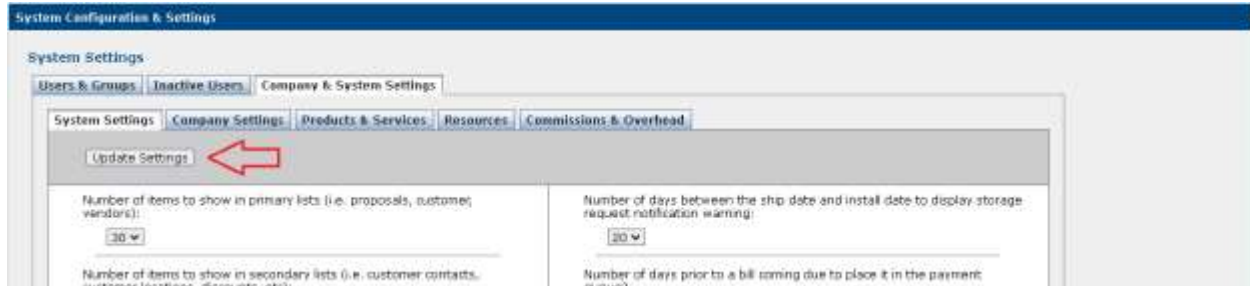 System Configuration & Settings
System Settings
Users & Groups Inactive Users Company & System Settings
System Settings Company Settings Products & Services Resources Commissions & Overhead
Update Settings
Number of items to show in primary lists (i.e. proposals, customer,
vendors):
30
Number of items to show in secondary lists (i.e. customer contacts,
customer locations, discounts, etc):
Number of days between the ship date and install date to display storage
request notification warning:
20
Number of days prior to a bill coming due to place it in the payment